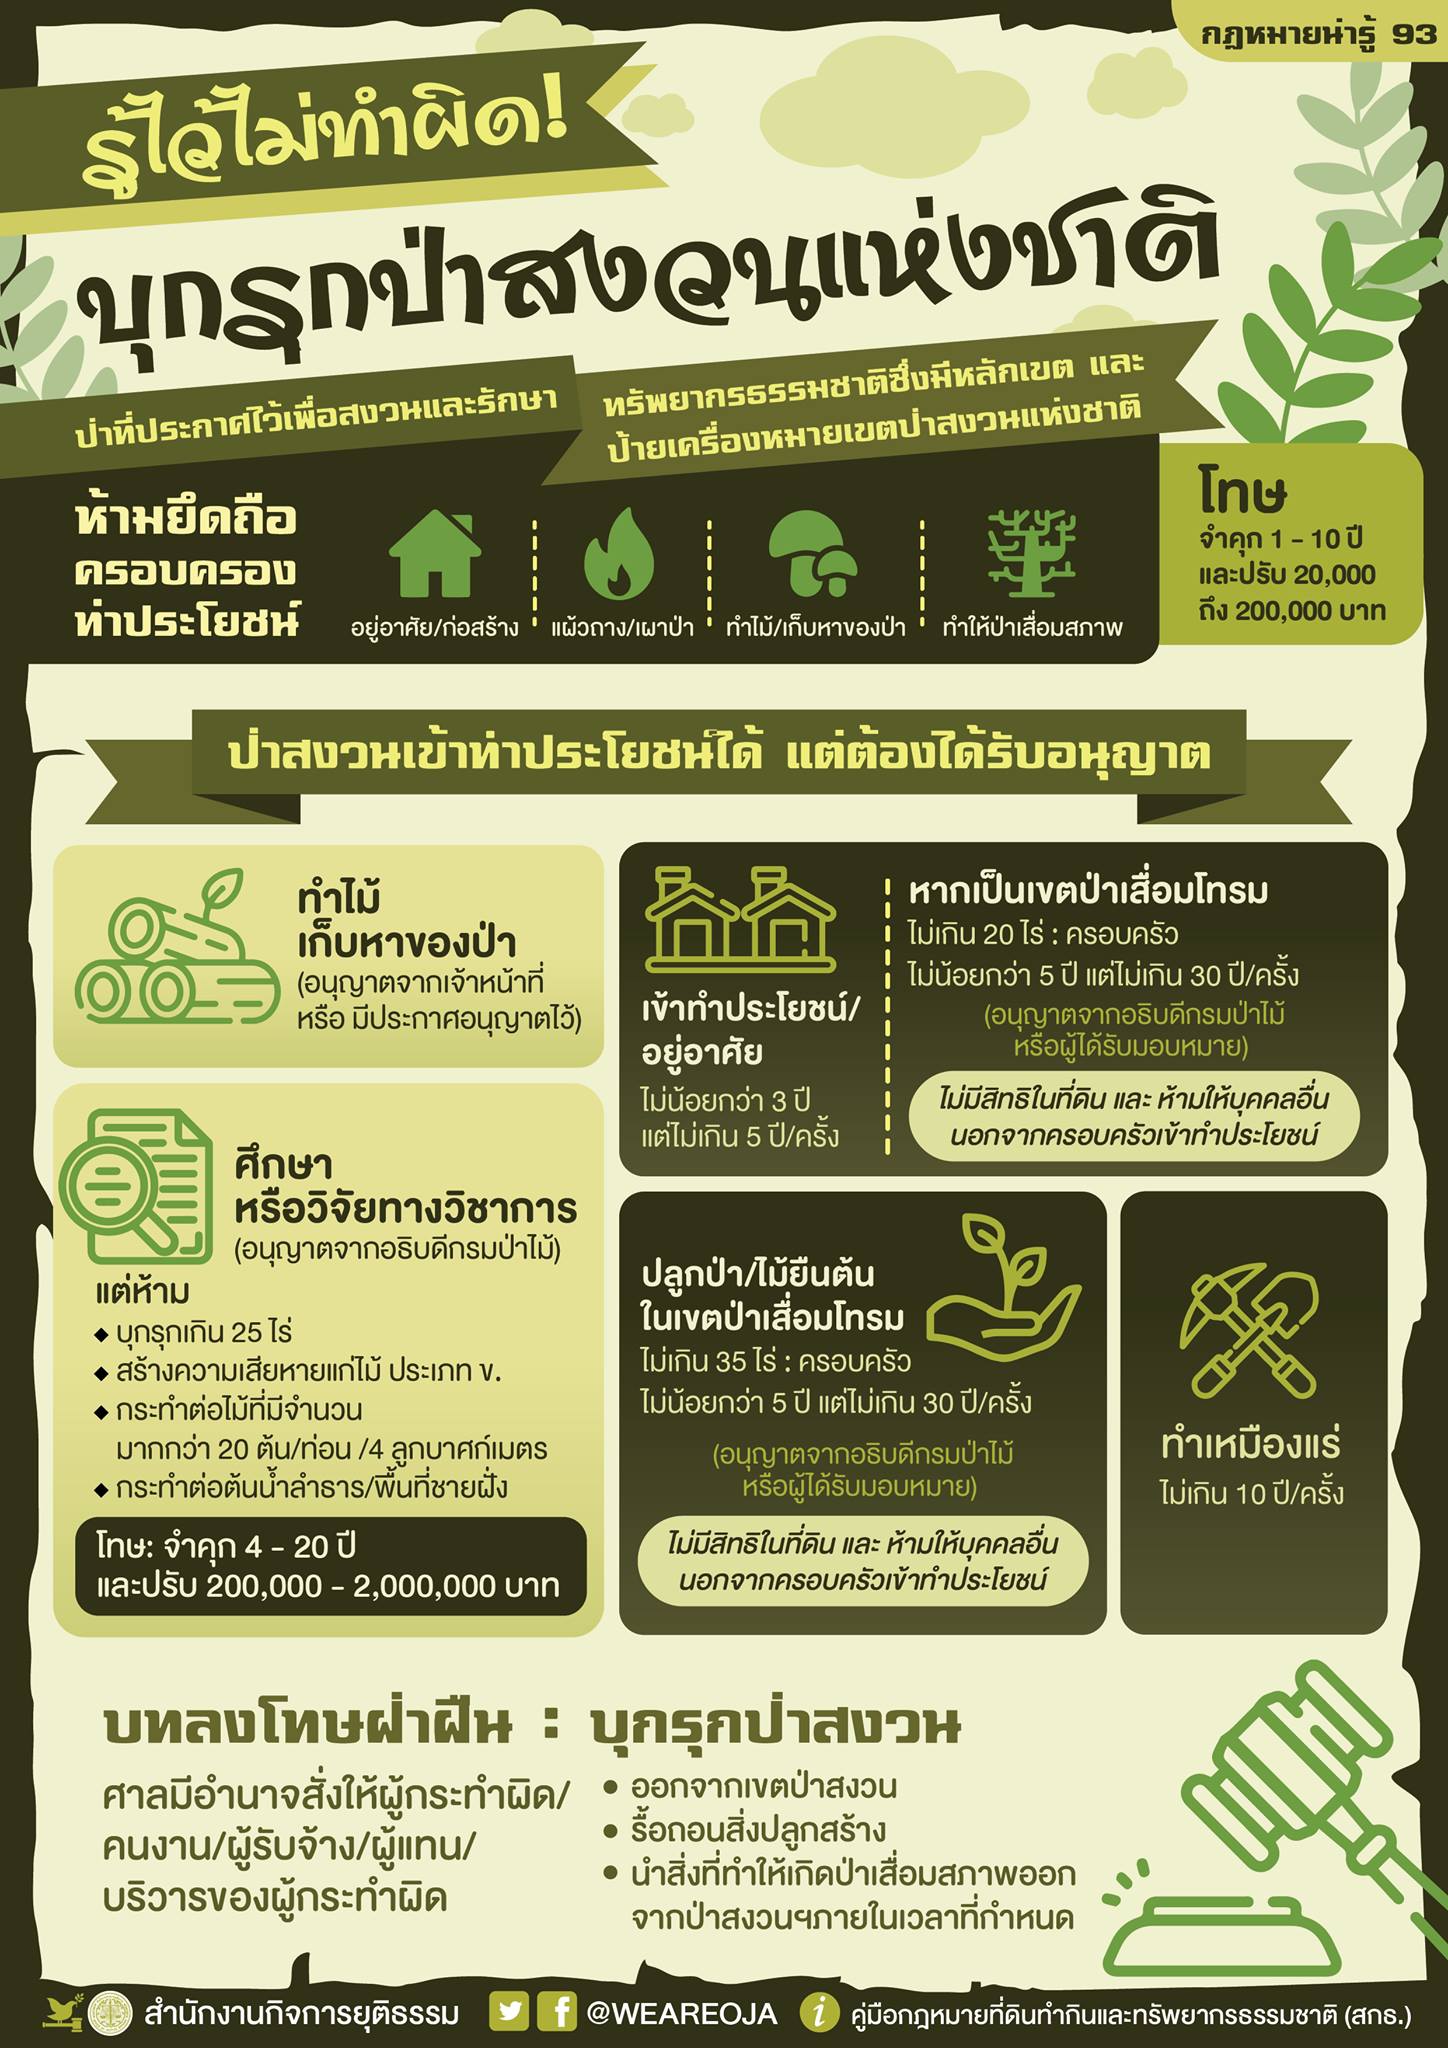 กฎหมายน่ารู้ 93
รู้ไว้ไม่ทำผิด!
บุกรุกป่าสงวนแห่งชาติ
ป่าที่ประกาศไว้เพื่อสงวนและรักษา
ทรัพยากรธรรมชาติซึ่งมีหลักเขต และ
ป้ายเครื่องหมายเขตป่าสงวนแห่งชาติ
ห้ามยึดถือ
ครอบครอง
ทำประโยชน์
อยู่อาศัย/ก่อสร้าง
แผ้วถาง/เผาป่า
ทำไม้/เก็บหาของป่า
ทำให้ป่าเสื่อมสภาพ
โทษ
จำคุก 1 - 10 ปี
และปรับ 20,000
ถึง 200,000 บาท
ป่าสงวนเข้าทำประโยชน์ได้ แต่ต้องได้รับอนุญาต
ทำไม้
เก็บหาของป่า
(อนุญาตจากเจ้าหน้าที่
หรือ มีประกาศอนุญาตไว้)
ศึกษา
หรือวิจัยทางวิชาการ
(อนุญาตจากอธิบดีกรมป่าไม้)
แต่ห้าม
◆ บุกรุกเกิน 25 ไร่
◆ สร้างความเสียหายแก่ไม้ ประเภท ข.
◆ กระทำต่อไม้ที่มีจำนวน
มากกว่า 20 ต้น/ท่อน /4 ลูกบาศก์เมตร
◆ กระทำต่อต้นน้ำลำธาร/พื้นที่ชายฝั่ง
โทษ: จำคุก 4 - 20 ปี
และปรับ 200,000 - 2,000,000 บาท
เข้าทำประโยชน์/
อยู่อาศัย
ไม่น้อยกว่า 3 ปี
แต่ไม่เกิน 5 ปี/ครั้ง
หากเป็นเขตป่าเสื่อมโทรม
ไม่เกิน 20 ไร่ : ครอบครัว
ไม่น้อยกว่า 5 ปี แต่ไม่เกิน 30 ปี/ครั้ง
(อนุญาตจากอธิบดีกรมป่าไม้
หรือผู้ได้รับมอบหมาย)
ไม่มีสิทธิในที่ดิน และ ห้ามให้บุคคลอื่น
นอกจากครอบครัวเข้าทำประโยชน์
ปลูกป่า/ไม้ยืนต้น
ในเขตป่าเสื่อมโทรม
ไม่เกิน 35 ไร่ : ครอบครัว
ไม่น้อยกว่า 5 ปี แต่ไม่เกิน 30 ปี/ครั้ง
(อนุญาตจากอธิบดีกรมป่าไม้
หรือผู้ได้รับมอบหมาย)
ไม่มีสิทธิในที่ดิน และ ห้ามให้บุคคลอื่น
นอกจากครอบครัวเข้าทำประโยชน์
ทำเหมืองแร่
ไม่เกิน 10 ปี/ครั้ง
บทลงโทษฝ่าฝืน : บุกรุกป่าสงวน
ศาลมีอำนาจสั่งให้ผู้กระทำผิด/
คนงาน/ผู้รับจ้าง/ผู้แทน/
บริวารของผู้กระทำผิด
• ออกจากเขตป่าสงวน
• รื้อถอนสิ่งปลูกสร้าง
• นำสิ่งที่ทำให้เกิดป่าเสื่อมสภาพออก
จากป่าสงวนฯภายในเวลาที่กำหนด
สำนักงานกิจการยุติธรรม
@WEAREOJA
คู่มือกฎหมายที่ดินทำกินและทรัพยากรธรรมชาติ (สกธ.)